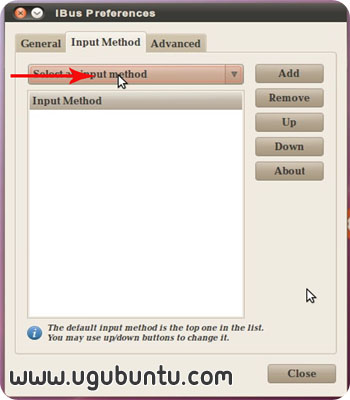 IBus Preferences
General Input Method Advanced
Select an input method
Add
Input Method
Remove
Up
Down
About
The default input method is the top one in the list.
You may use up/down buttons to change it.
Close
www.ugubuntu.com